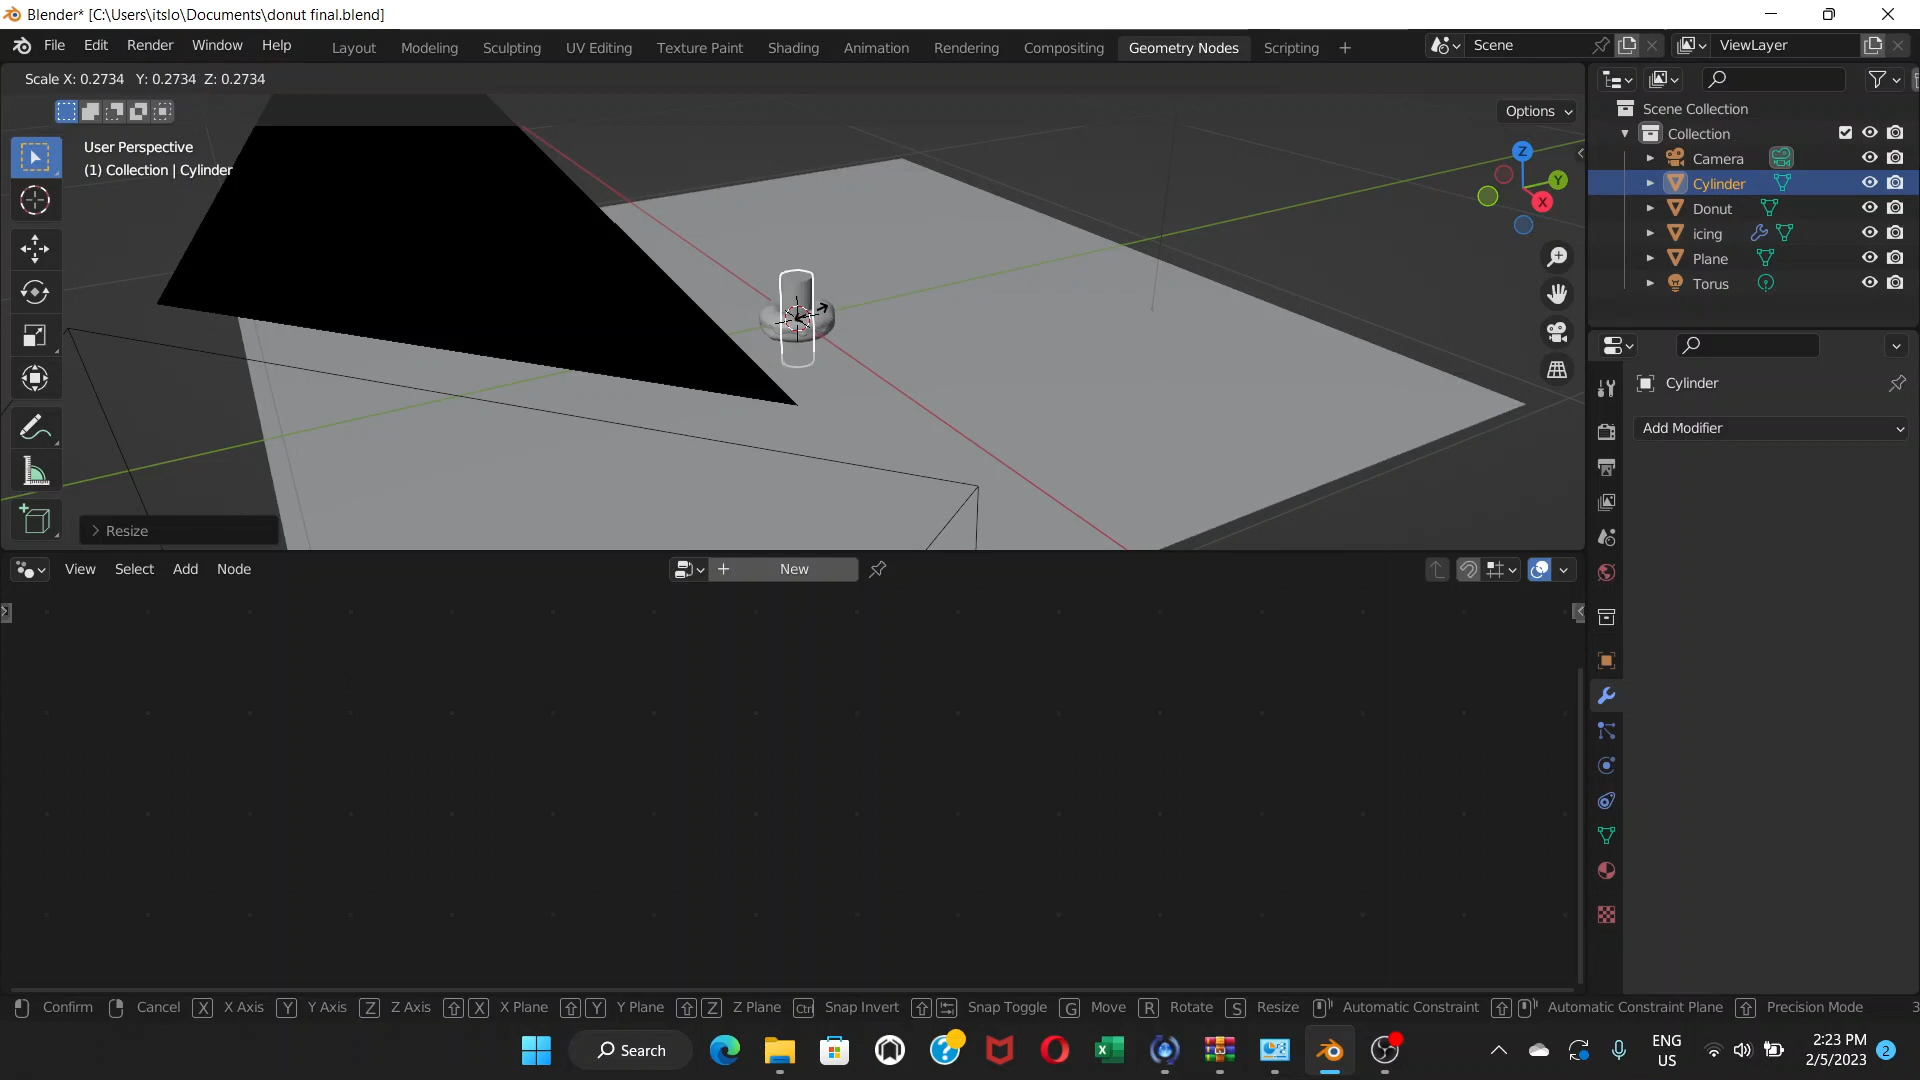 Blender* [C:\Users\itslo\Documents\donut final.blend]
File Edit Render Window Help Layout Modeling Sculpting UV Editing Texture Paint Shading Animation Rendering Compositing Geometry Nodes Scripting + Scene ViewLayer
Scale X: 0.2734 Y: 0.2734 Z: 0.2734
Options
User Perspective
(1) Collection | Cylinder
Z
Y
X
Resize
Scene Collection
Collection
Camera
Cylinder
Donut
icing
Plane
Torus
Cylinder
Add Modifier
View Select Add Node + New
Confirm Cancel X X Axis Y Y Axis Z Z Axis X X Plane Y Y Plane Z Z Plane Ctrl Snap Invert Snap Toggle G Move R Rotate S Resize Automatic Constraint Automatic Constraint Plane Precision Mode 3
Search
ENG
US
2:23 PM
2/5/2023
2